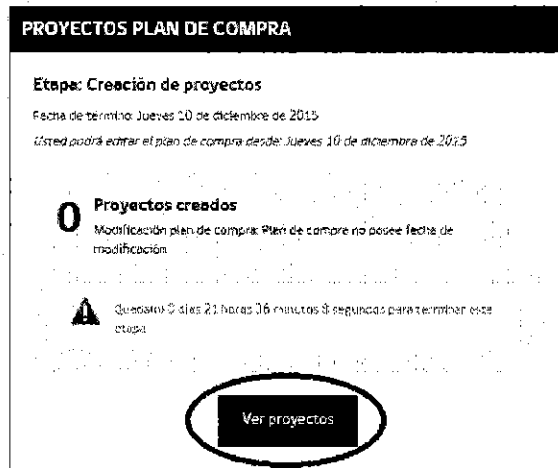 PROYECTOS PLAN DE COMPRA
Etapa: Creación de proyectos
Fecha de término: Jueves 10 de diciembre de 2015
Usted podrá editar el plan de compra desde: Jueves 10 de diciembre de 2015
0 Proyectos creados
Modificación plan de compra: Plan de compra no posee fecha de
modificación
Quedan: 0 días 21 horas 36 minutos 8 segundos para terminar esta
etapa
Ver proyectos